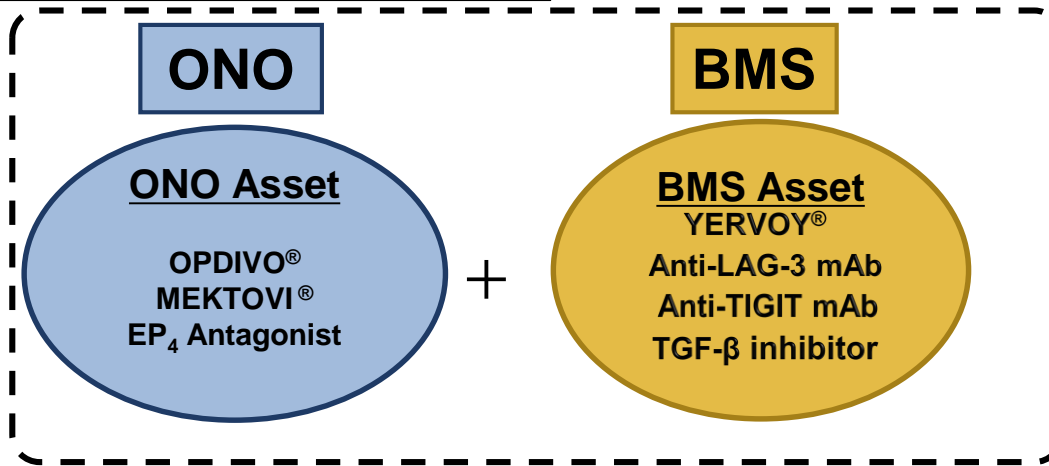 ONO
ONO Asset
OPDIVO®
MEKTOVI®
EP₄ Antagonist
+
BMS
BMS Asset
YERVOY®
Anti-LAG-3 mAb
Anti-TIGIT mAb
TGF-β inhibitor